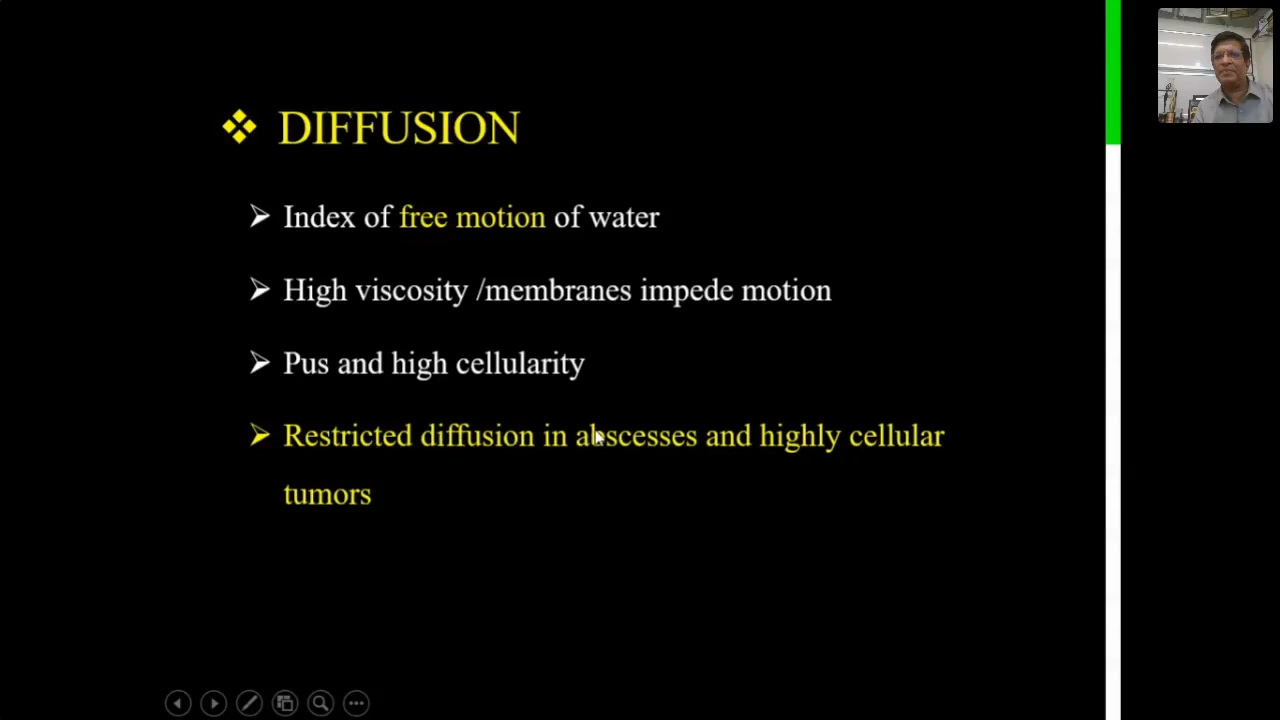 DIFFUSION
Index of free motion of water
High viscosity /membranes impede motion
Pus and high cellularity
Restricted diffusion in abscesses and highly cellular
tumors